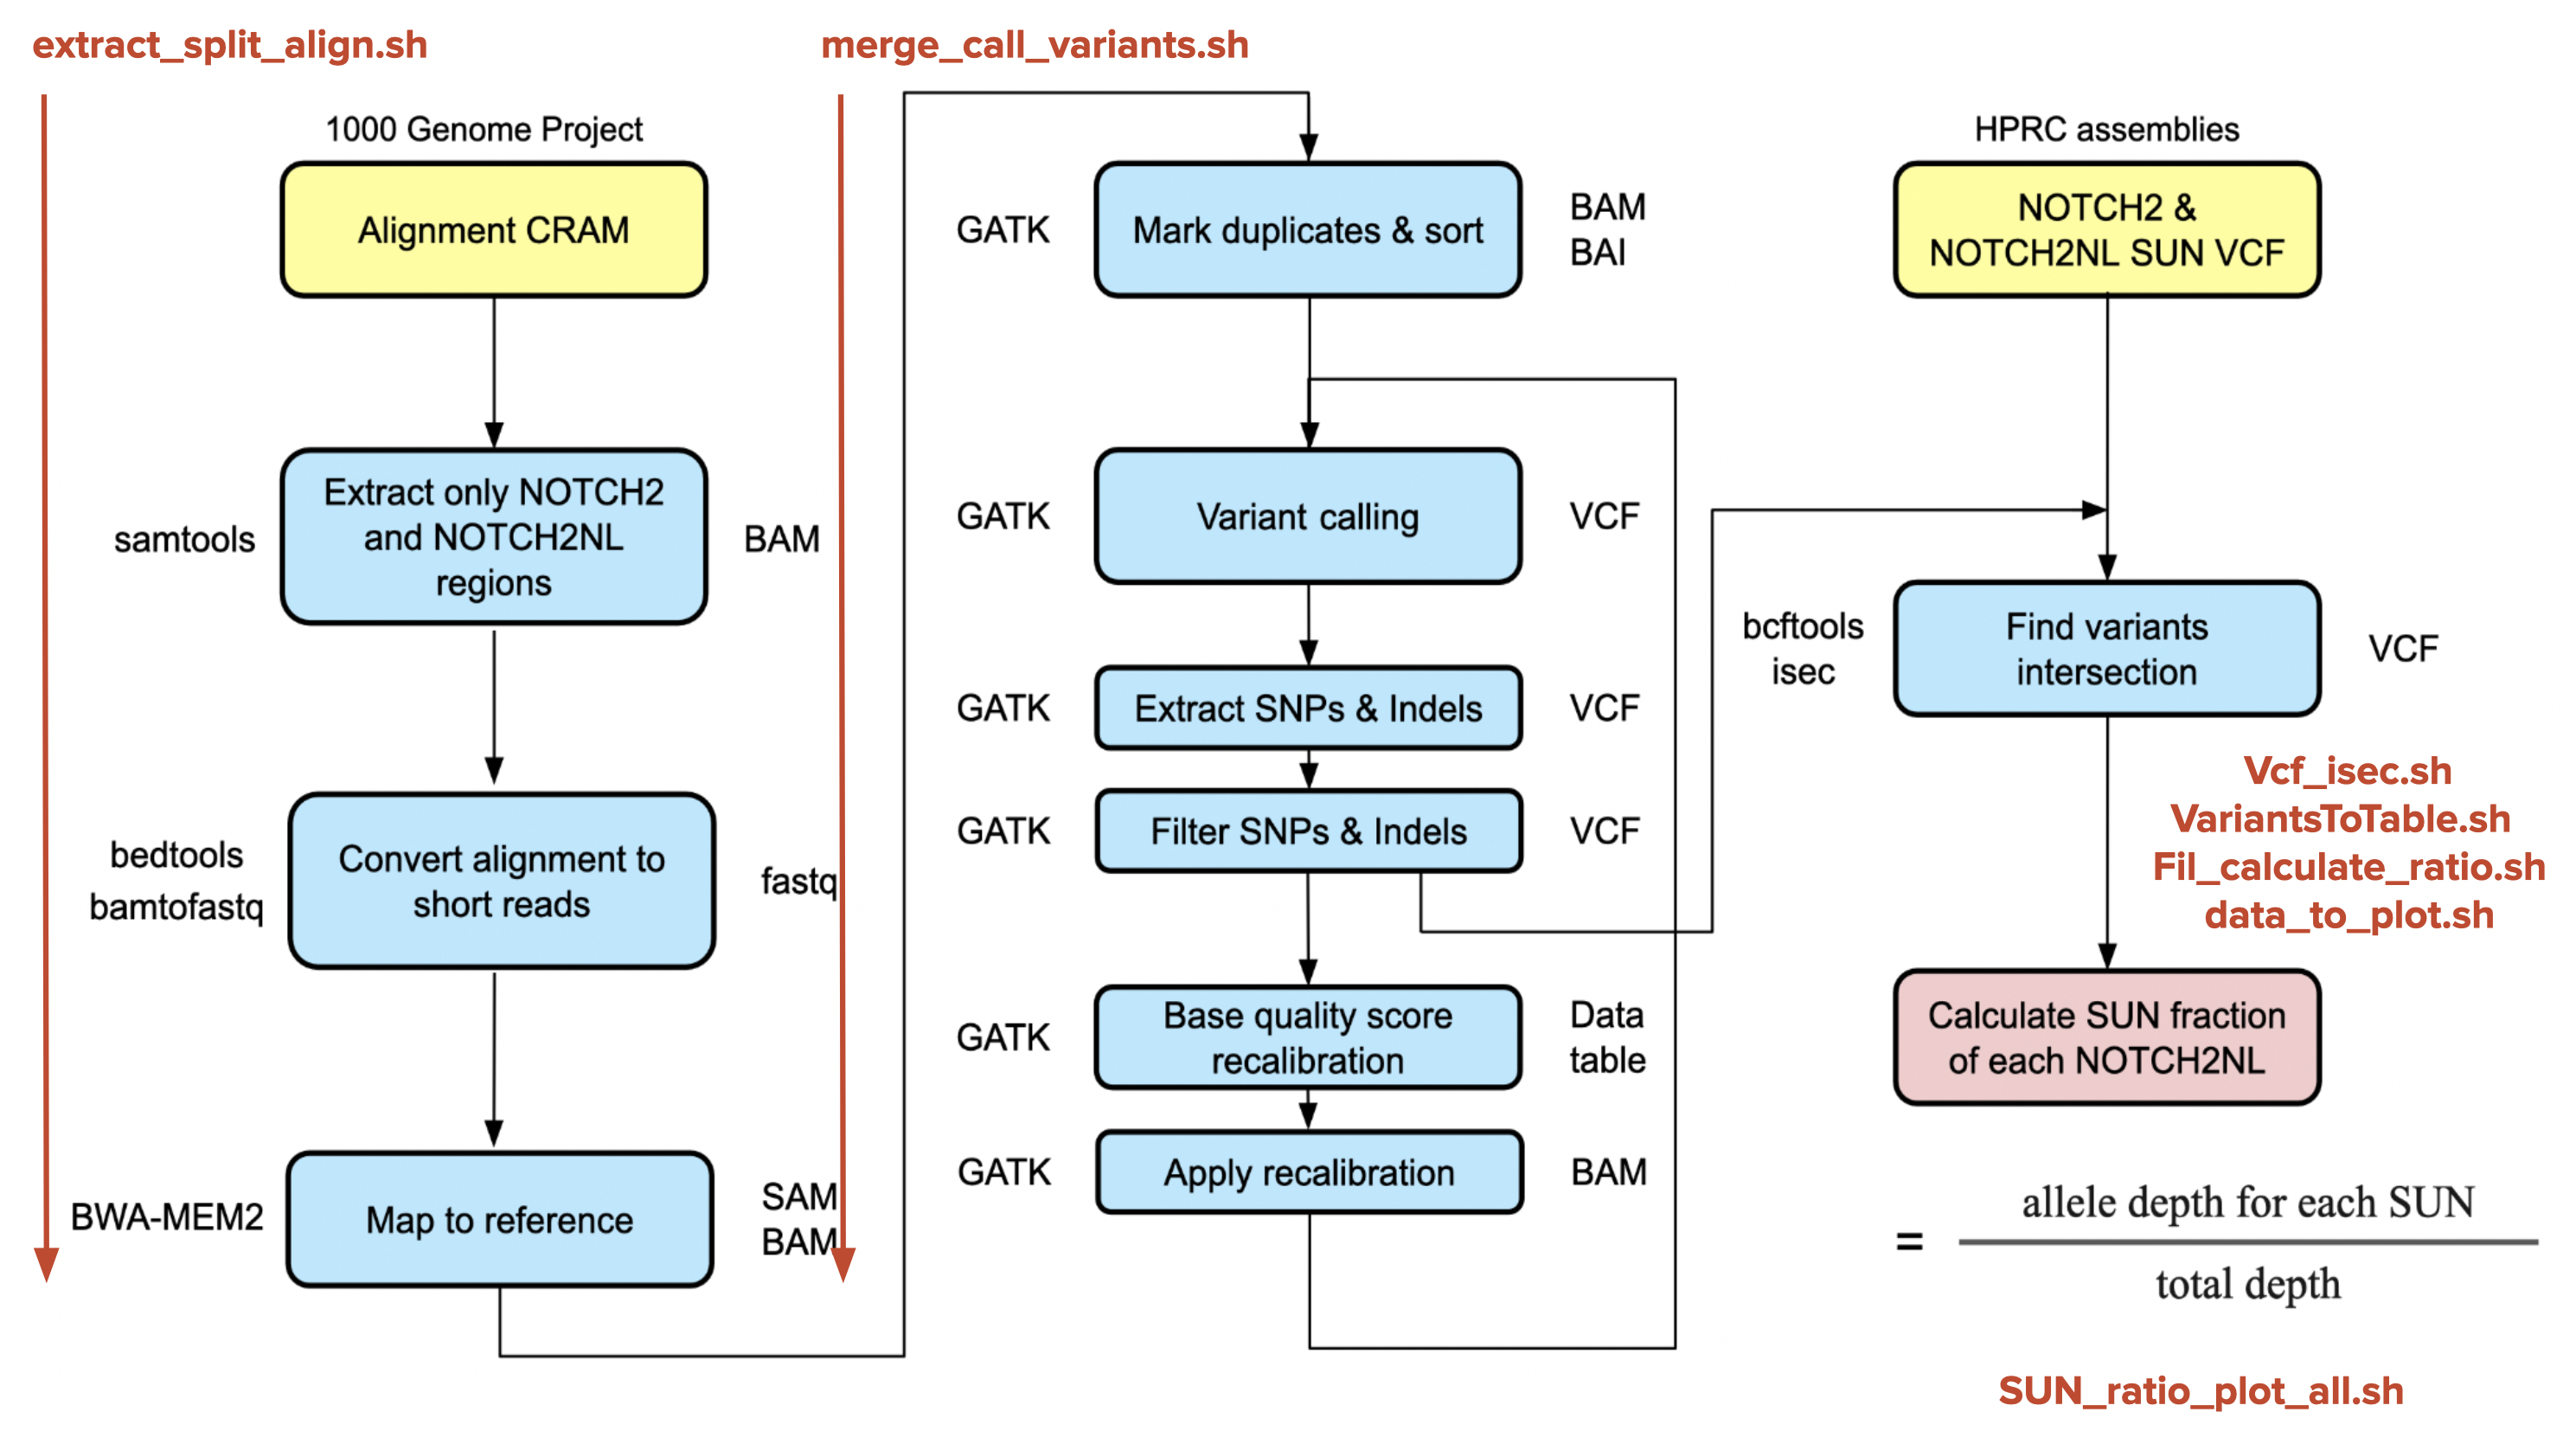 extract_split_align.sh
1000 Genome Project
Alignment CRAM
samtools
Extract only NOTCH2
and NOTCH2NL
regions
BAM
bedtools
bamtofastq
Convert alignment to
short reads
fastq
BWA-MEM2
Map to reference
SAM
BAM
merge_call_variants.sh
GATK
Mark duplicates & sort
BAM
BAI
GATK
Variant calling
VCF
GATK
Extract SNPs & Indels
VCF
GATK
Filter SNPs & Indels
VCF
GATK
Base quality score
recalibration
Data
table
GATK
Apply recalibration
BAM
HPRC assemblies
NOTCH2 &
NOTCH2NL SUN VCF
bcftools
isec
Find variants
intersection
VCF
Vcf_isec.sh
VariantsToTable.sh
Fil_calculate_ratio.sh
data_to_plot.sh
Calculate SUN fraction
of each NOTCH2NL
allele depth for each SUN
=
total depth
SUN_ratio_plot_all.sh